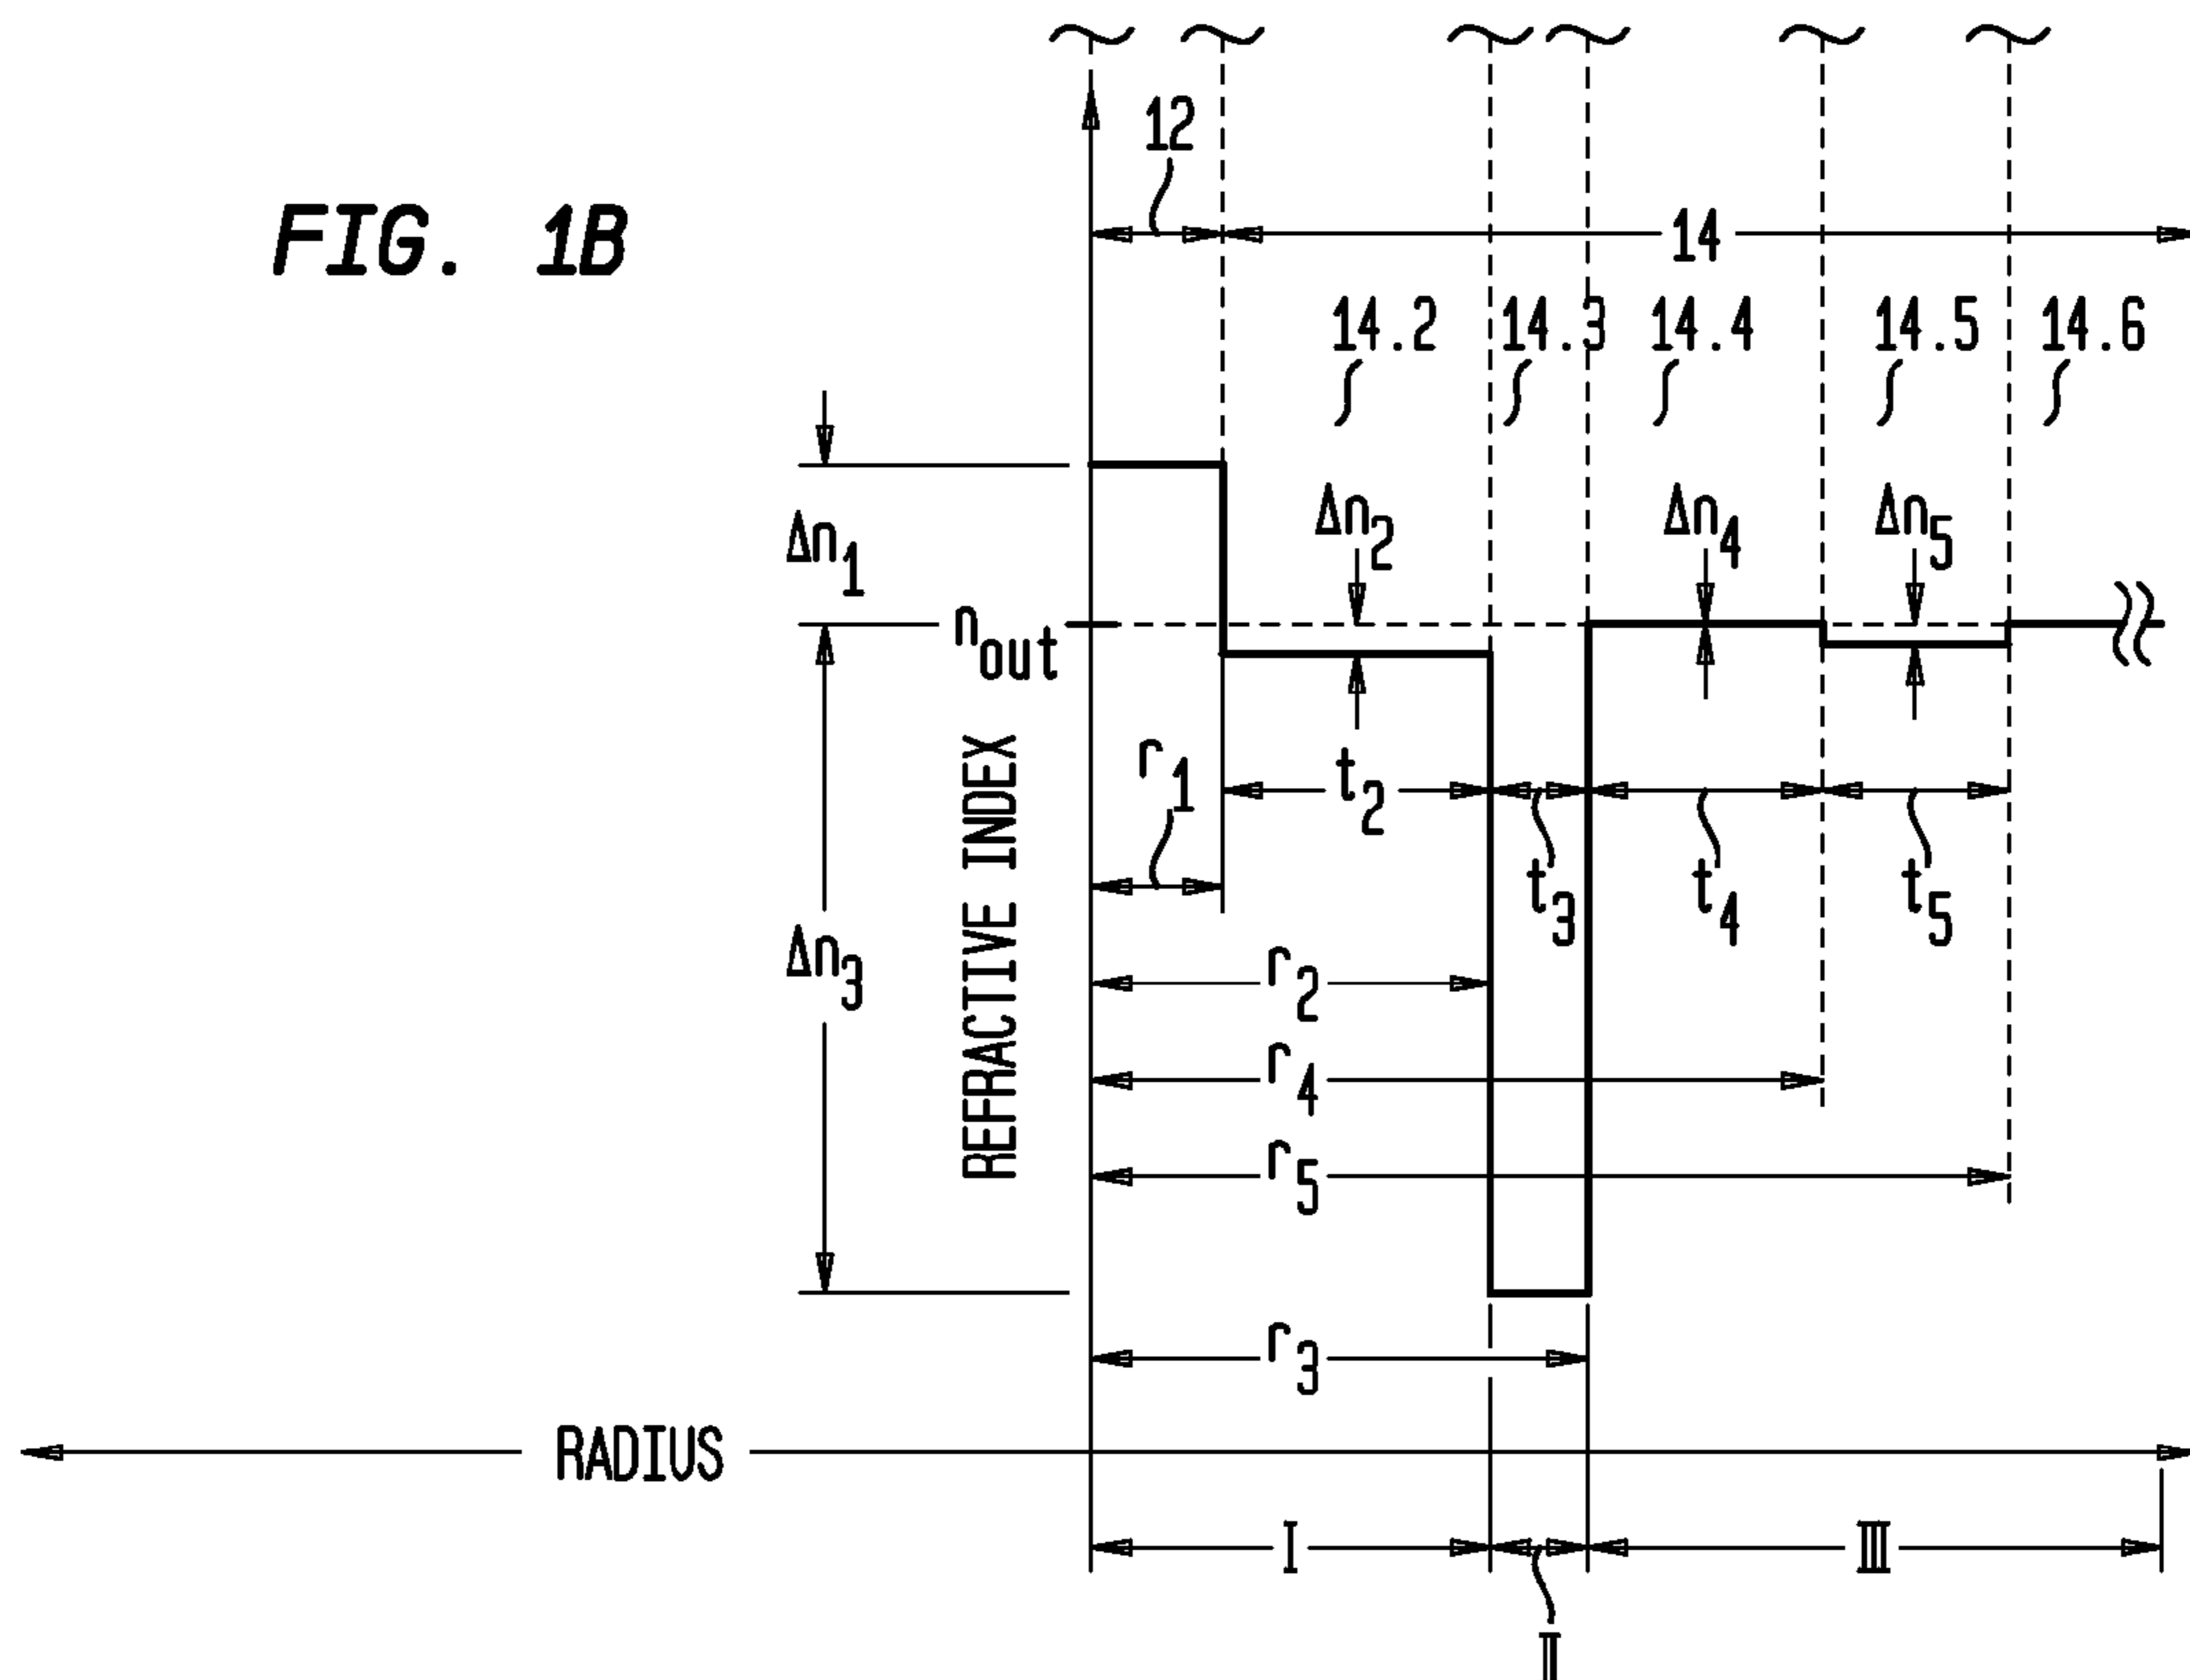 FIG. 1B
12
14
14.2 14.3 14.4 14.5 14.6
Δn2 Δn4 Δn5
Δn1
nout
REFRACTIVE INDEX
r1
t2
t3 t4 t5
Δn3
r2
r4
r5
r3
RADIUS
I III
II